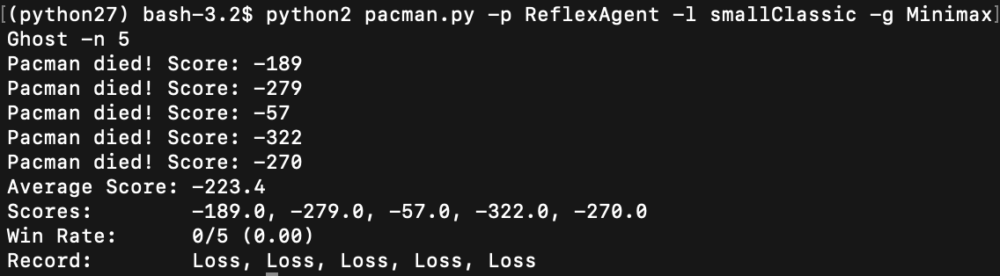 [(python27) bash-3.2$ python2 pacman.py -p ReflexAgent -l smallClassic -g Minimax]
Ghost -n 5
Pacman died! Score: -189
Pacman died! Score: -279
Pacman died! Score: -57
Pacman died! Score: -322
Pacman died! Score: -270
Average Score: -223.4
Scores:        -189.0, -279.0, -57.0, -322.0, -270.0
Win Rate:      0/5 (0.00)
Record:        Loss, Loss, Loss, Loss, Loss